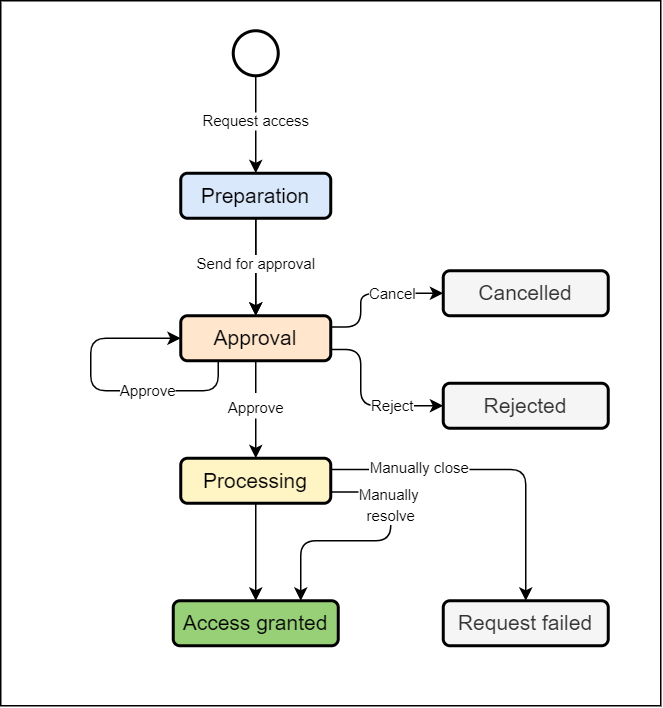 Request access
Preparation
Send for approval
Cancel
Cancelled
Approval
Approve
Approve
Reject
Rejected
Processing
Manually close
Manually
resolve
Access granted
Request failed